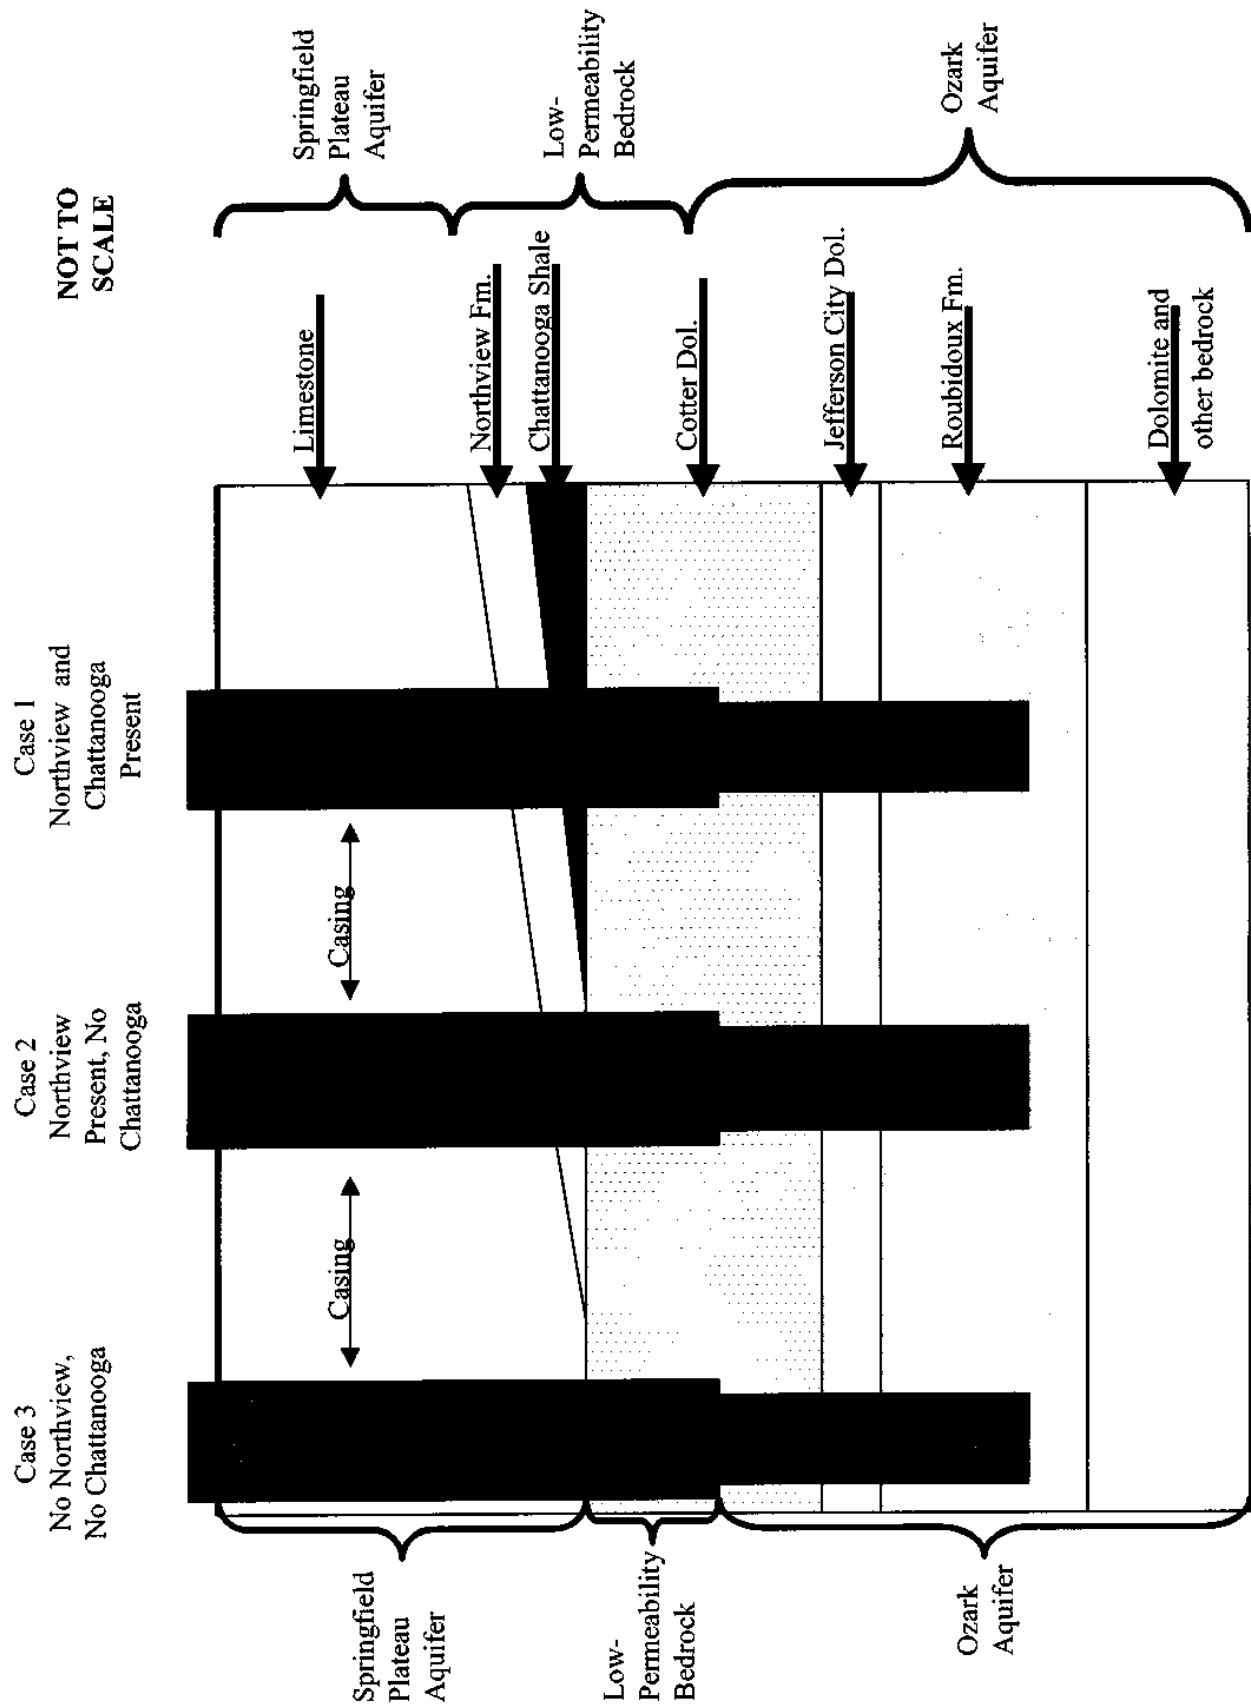 Case 3
No Northview,
No Chattanooga
Case 2
Northview
Present, No
Chattanooga
Case 1
Northview and
Chattanooga
Present
NOT TO
SCALE
Springfield
Plateau
Aquifer
Low-
Permeability
Bedrock
Ozark
Aquifer
Casing
Casing
Limestone
Northview Fm.
Chattanooga Shale
Cotter Dol.
Jefferson City Dol.
Roubidoux Fm.
Dolomite and
other bedrock
Springfield
Plateau
Aquifer
Low-
Permeability
Bedrock
Ozark
Aquifer